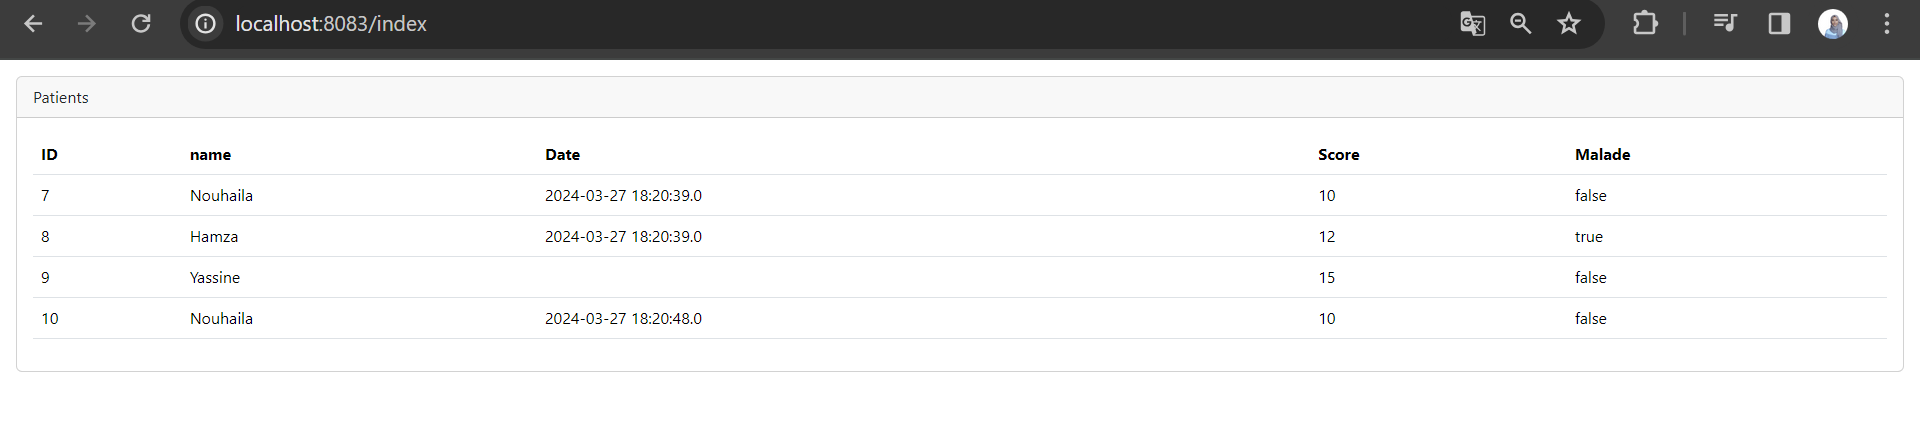 localhost:8083/index
Patients
ID name Date Score Malade
7 Nouhaila 2024-03-27 18:20:39.0 10 false
8 Hamza 2024-03-27 18:20:39.0 12 true
9 Yassine 15 false
10 Nouhaila 2024-03-27 18:20:48.0 10 false